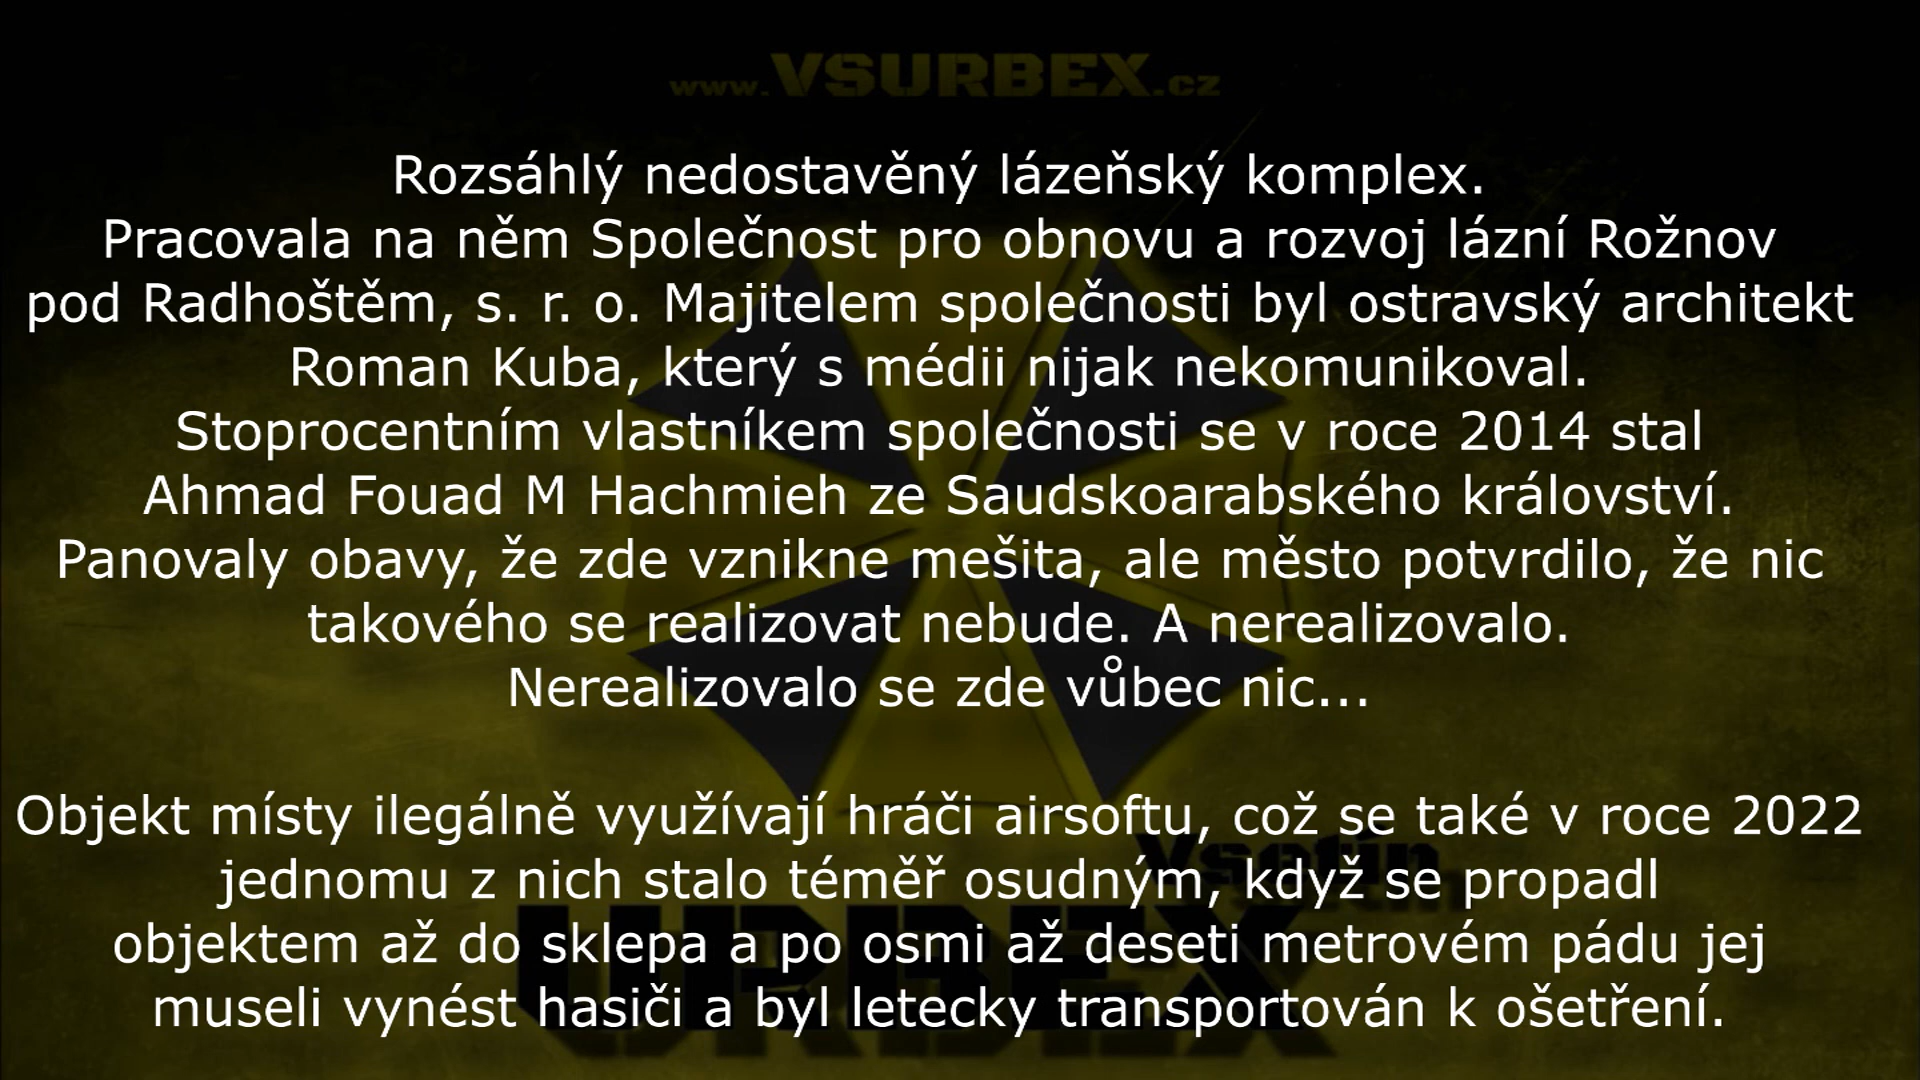 www.VSURBEX.cz
Rozsáhlý nedostavěný lázeňský komplex.
Pracovala na něm Společnost pro obnovu a rozvoj lázní Rožnov
pod Radhoštěm, s. r. o. Majitelem společnosti byl ostravský architekt
Roman Kuba, který s médii nijak nekomunikoval.
Stoprocentním vlastníkem společnosti se v roce 2014 stal
Ahmad Fouad M Hachmieh ze Saudskoarabského království.
Panovaly obavy, že zde vznikne mešita, ale město potvrdilo, že nic
takového se realizovat nebude. A nerealizovalo.
Nerealizovalo se zde vůbec nic...
Objekt místy ilegálně využívají hráči airsoftu, což se také v roce 2022
jednomu z nich stalo téměř osudným, když se propadl
objektem až do sklepa a po osmi až deseti metrovém pádu jej
museli vynést hasiči a byl letecky transportován k ošetření.
Vsetín
URBEX